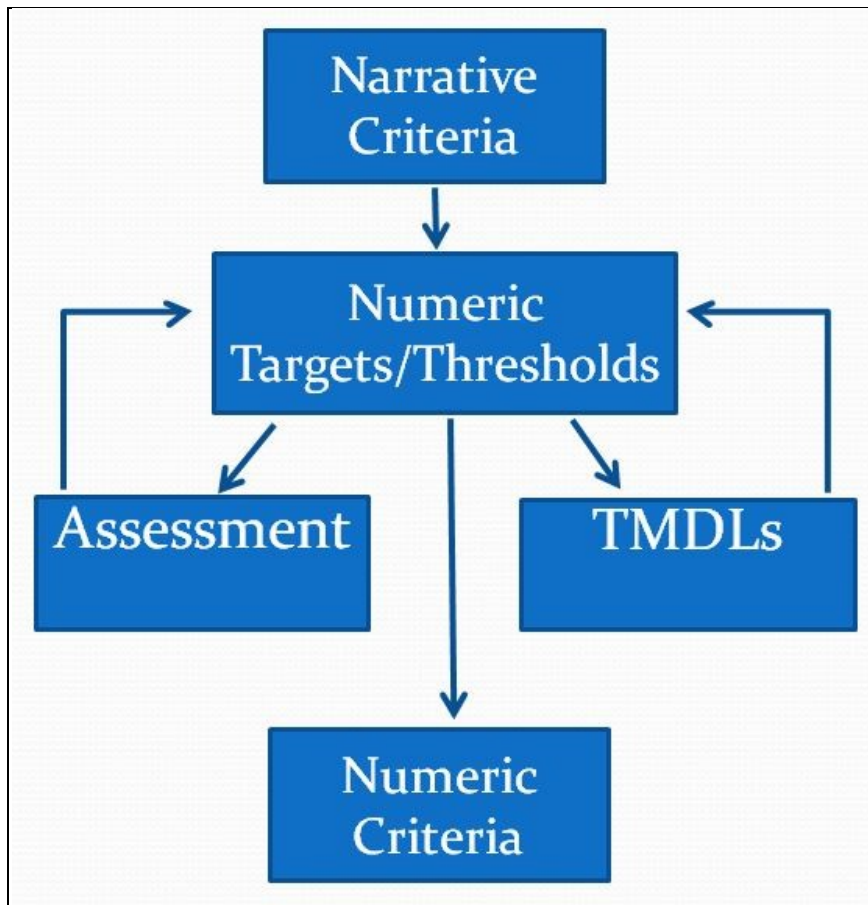 Narrative
Criteria
Numeric
Targets/Thresholds
Assessment
TMDLs
Numeric
Criteria